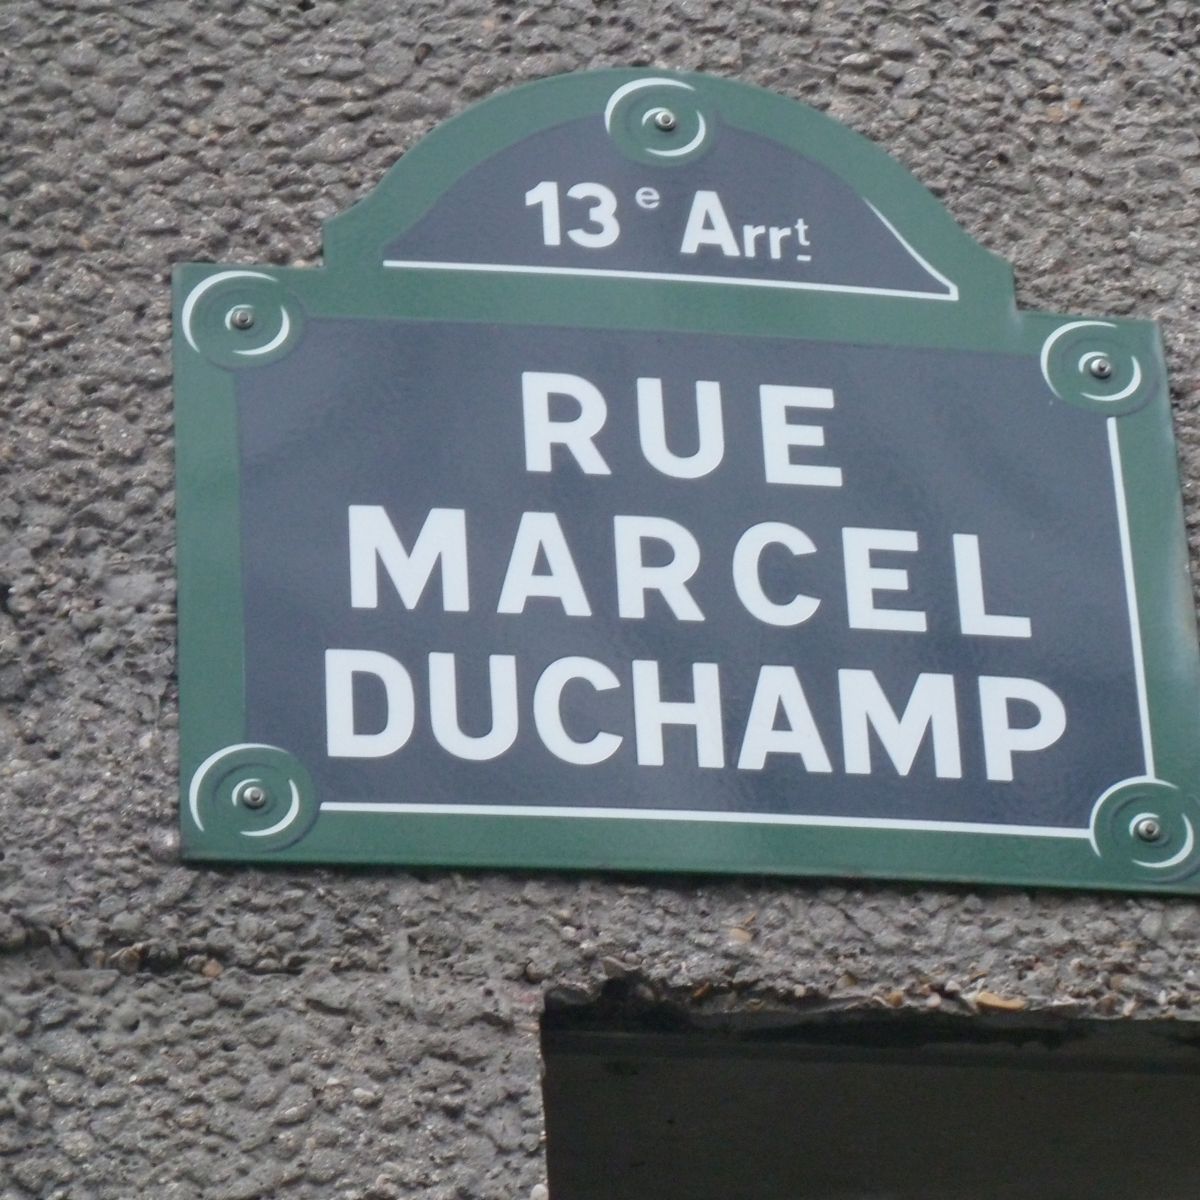 13e Arrt
RUE
MARCEL
DUCHAMP